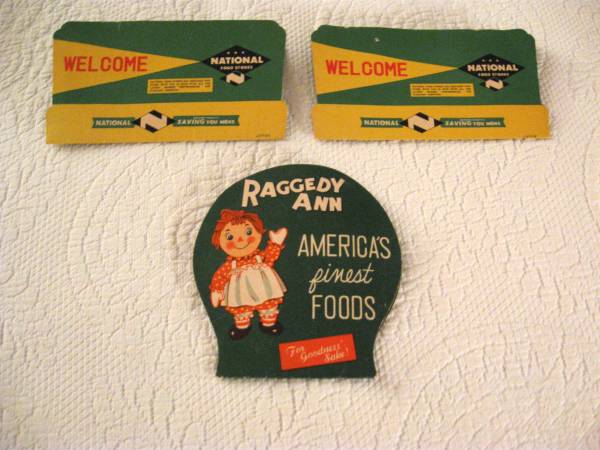 WELCOME
NATIONAL
FOOD STORES
N
NATIONAL
N
SAVING YOU MORE
WELCOME
NATIONAL
FOOD STORES
N
NATIONAL
N
SAVING YOU MORE
RAGGEDY
ANN
AMERICA'S
finest
FOODS
For
Goodness'
Sake!